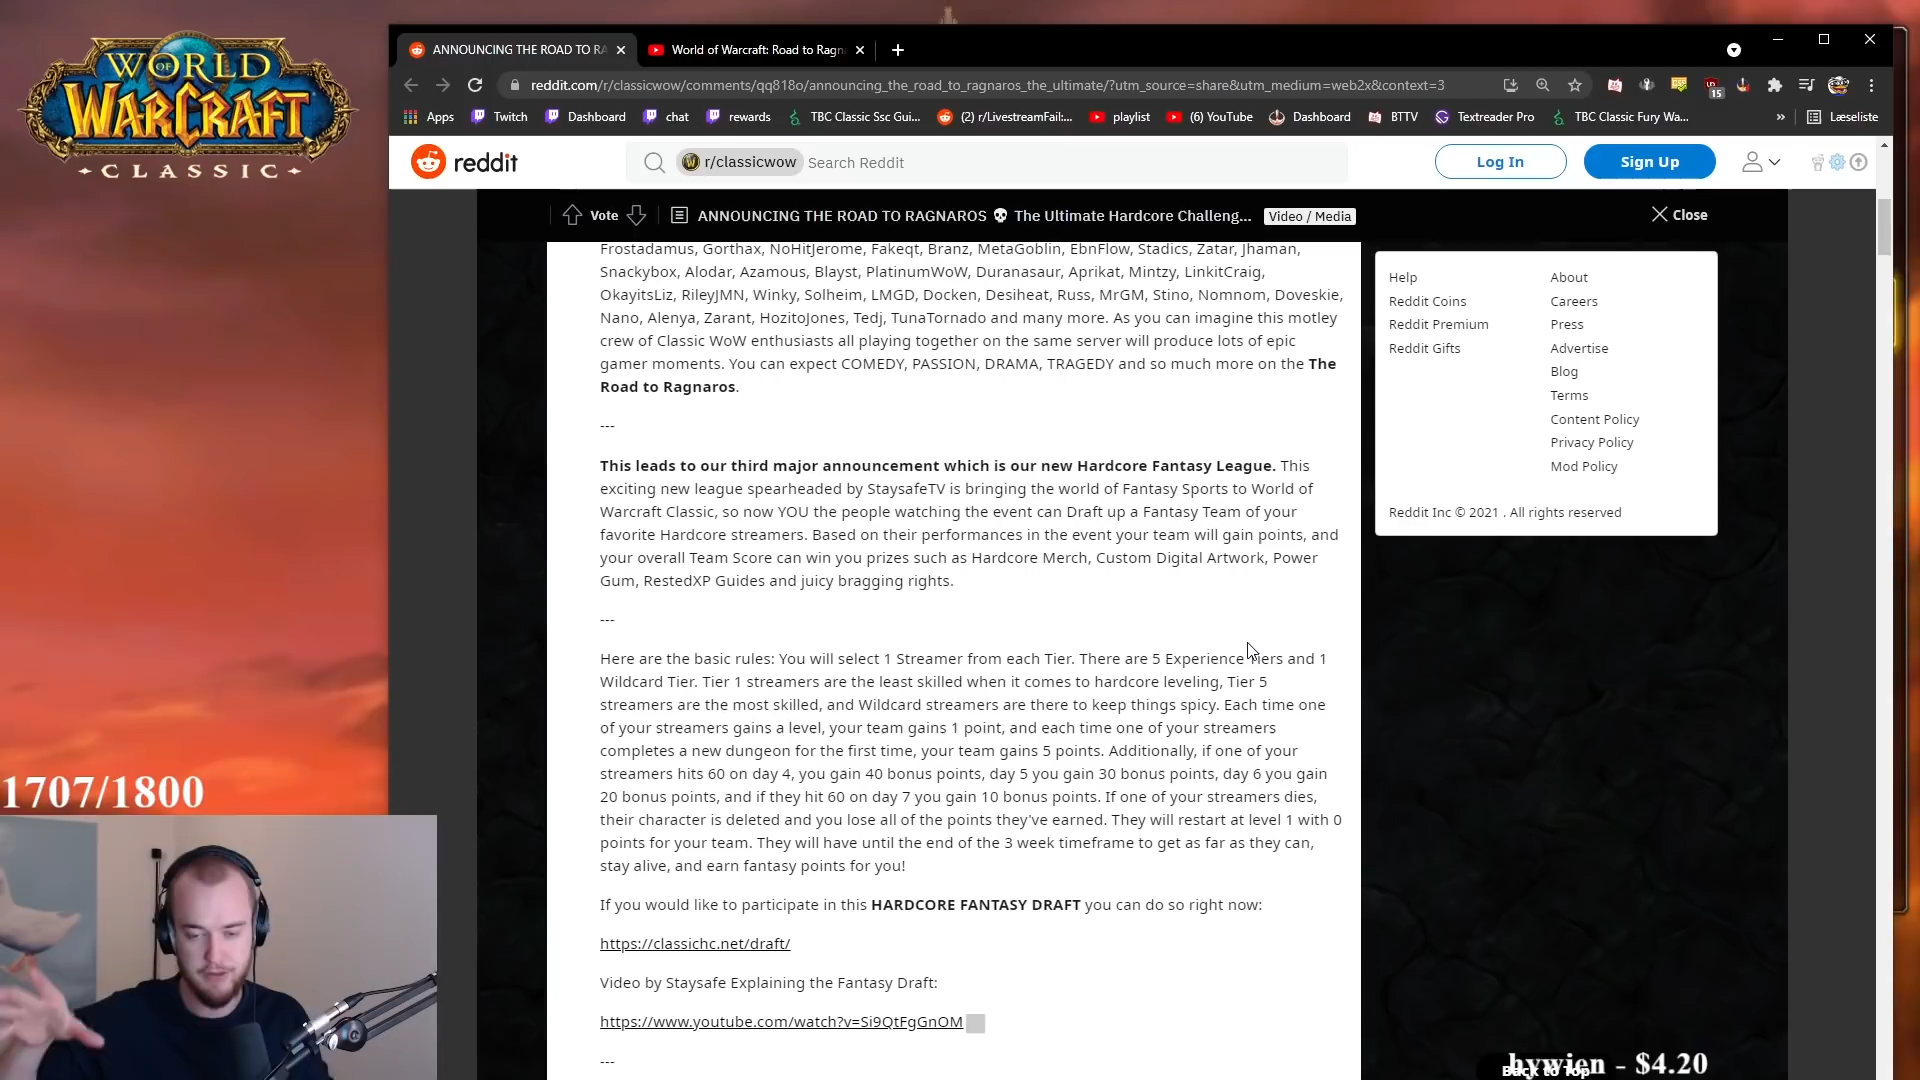 WORLD
OF
WARCRAFT
CLASSIC
ANNOUNCING THE ROAD TO RA
World of Warcraft: Road to Ragn
reddit.com/r/classicwow/comments/qq818o/announcing_the_road_to_ragnaros_the_ultimate/?utm_source=share&utm_medium=web2x&context=3
15
Apps
Twitch
Dashboard
chat
rewards
TBC Classic Ssc Gui...
(2) r/LivestreamFail:...
playlist
(6) YouTube
Dashboard
BTTV
Textreader Pro
TBC Classic Fury Wa...
»
Læseliste
reddit
r/classicwow
Search Reddit
Log In
Sign Up
Vote
ANNOUNCING THE ROAD TO RAGNAROS 💀 The Ultimate Hardcore Challeng...
Video / Media
Close
Frostadamus, Gorthax, NoHitJerome, Fakeqt, Branz, MetaGoblin, EbnFlow, Stadics, Zatar, Jhaman,
Snackybox, Alodar, Azamous, Blayst, PlatinumWoW, Duranasaur, Aprikat, Mintzy, LinkitCraig,
OkayitsLiz, RileyJMN, Winky, Solheim, LMGD, Docken, Desiheat, Russ, MrGM, Stino, Nomnom, Doveskie,
Nano, Alenya, Zarant, HozitoJones, Tedj, TunaTornado and many more. As you can imagine this motley
crew of Classic WoW enthusiasts all playing together on the same server will produce lots of epic
gamer moments. You can expect COMEDY, PASSION, DRAMA, TRAGEDY and so much more on the The
Road to Ragnaros.
---
This leads to our third major announcement which is our new Hardcore Fantasy League. This
exciting new league spearheaded by StaysafeTV is bringing the world of Fantasy Sports to World of
Warcraft Classic, so now YOU the people watching the event can Draft up a Fantasy Team of your
favorite Hardcore streamers. Based on their performances in the event your team will gain points, and
your overall Team Score can win you prizes such as Hardcore Merch, Custom Digital Artwork, Power
Gum, RestedXP Guides and juicy bragging rights.
---
Here are the basic rules: You will select 1 Streamer from each Tier. There are 5 Experience Tiers and 1
Wildcard Tier. Tier 1 streamers are the least skilled when it comes to hardcore leveling, Tier 5
streamers are the most skilled, and Wildcard streamers are there to keep things spicy. Each time one
of your streamers gains a level, your team gains 1 point, and each time one of your streamers
completes a new dungeon for the first time, your team gains 5 points. Additionally, if one of your
streamers hits 60 on day 4, you gain 40 bonus points, day 5 you gain 30 bonus points, day 6 you gain
20 bonus points, and if they hit 60 on day 7 you gain 10 bonus points. If one of your streamers dies,
their character is deleted and you lose all of the points they've earned. They will restart at level 1 with 0
points for your team. They will have until the end of the 3 week timeframe to get as far as they can,
stay alive, and earn fantasy points for you!
If you would like to participate in this HARDCORE FANTASY DRAFT you can do so right now:
https://classichc.net/draft/
Video by Staysafe Explaining the Fantasy Draft:
https://www.youtube.com/watch?v=Si9QtFgGnOM
---
Help
Reddit Coins
Reddit Premium
Reddit Gifts
About
Careers
Press
Advertise
Blog
Terms
Content Policy
Privacy Policy
Mod Policy
Reddit Inc © 2021 . All rights reserved
1707/1800
hywien - $4.20
Back to Top